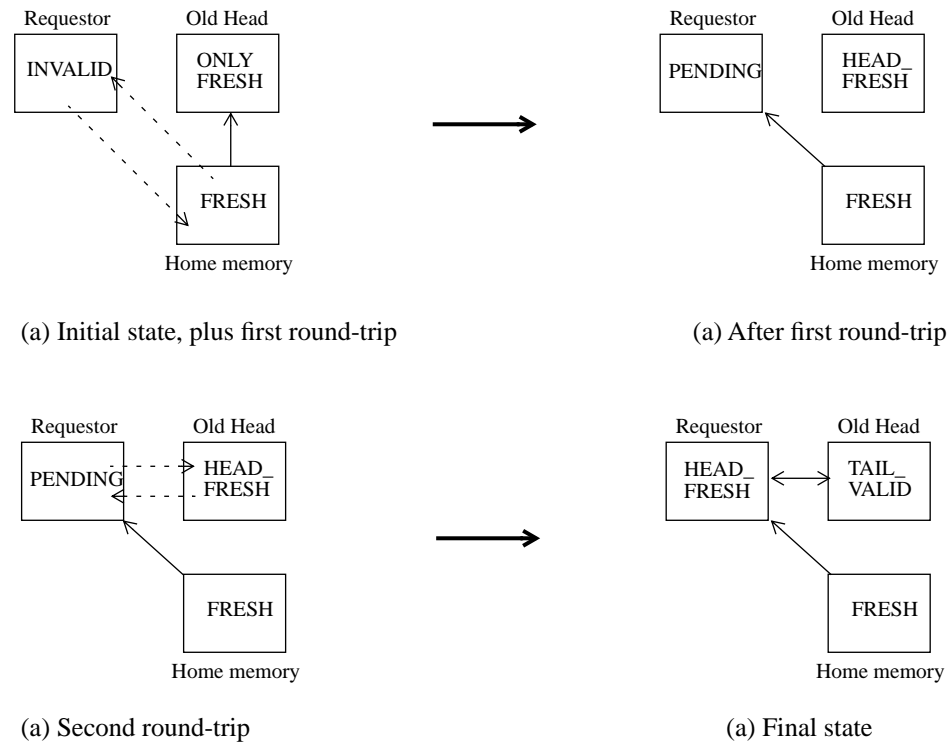 Requestor Old Head
INVALID
ONLY
FRESH
FRESH
Home memory
(a) Initial state, plus first round-trip
Requestor Old Head
PENDING
HEAD_
FRESH
FRESH
Home memory
(a) After first round-trip
Requestor Old Head
PENDING
HEAD_
FRESH
FRESH
Home memory
(a) Second round-trip
Requestor Old Head
HEAD_
FRESH
TAIL_
VALID
FRESH
Home memory
(a) Final state